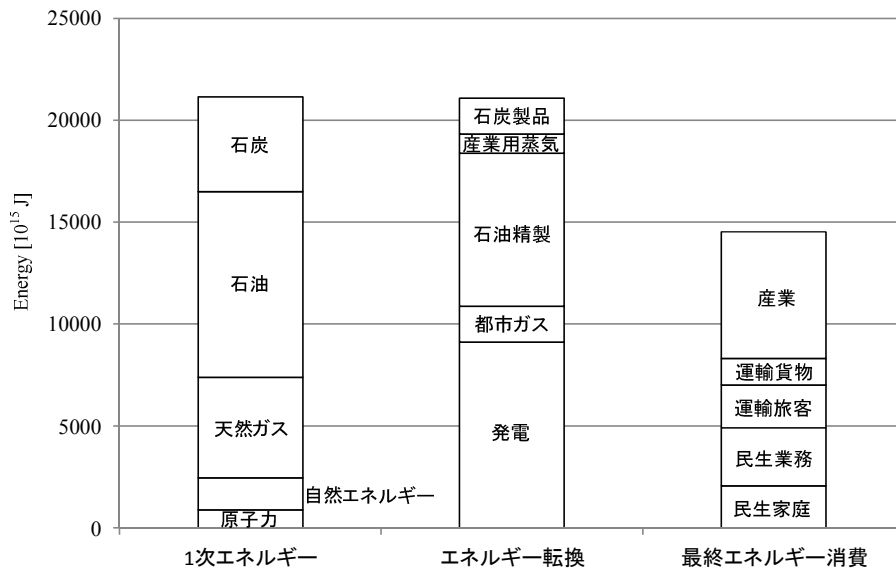 25000
20000
15000
10000
5000
0
Energy [10¹⁵ J]
石炭
石油
天然ガス
自然エネルギー
原子力
石炭製品
産業用蒸気
石油精製
都市ガス
発電
産業
運輸貨物
運輸旅客
民生業務
民生家庭
1次エネルギー
エネルギー転換
最終エネルギー消費